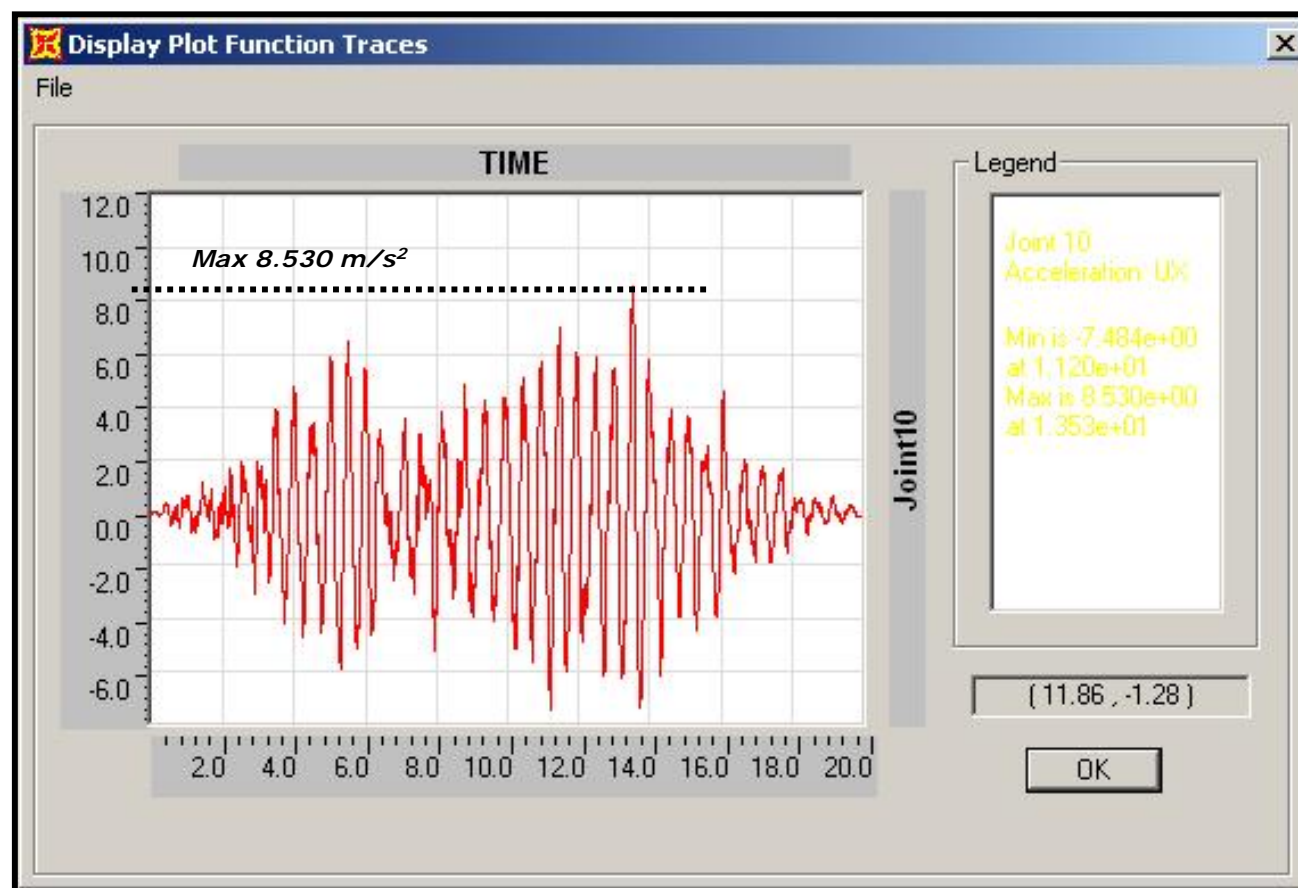 Display Plot Function Traces
File
TIME
12.0
10.0
8.0
6.0
4.0
2.0
0.0
-2.0
-4.0
-6.0
Max 8.530 m/s²
2.0 4.0 6.0 8.0 10.0 12.0 14.0 16.0 18.0 20.0
Joint10
Legend
Joint 10
Acceleration UX
Min is -7.484e+00
at 1.120e+01
Max is 8.530e+00
at 1.353e+01
( 11.86 , -1.28 )
OK